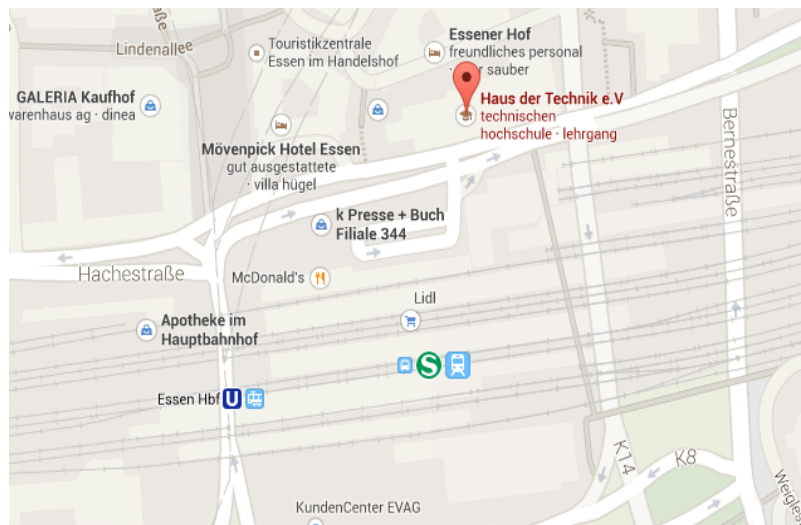 Lindenallee
Touristikzentrale
Essen im Handelshof
Essener Hof
freundliches personal
sauber
GALERIA Kaufhof
warenhaus ag · dinea
Haus der Technik e.V
technischen
hochschule · lehrgang
Mövenpick Hotel Essen
gut ausgestattete
· villa hügel
Bernestraße
k Presse + Buch
Filiale 344
Hachestraße
McDonald's
Lidl
Apotheke im
Hauptbahnhof
S
Essen Hbf U
K14
K8
KundenCenter EVAG